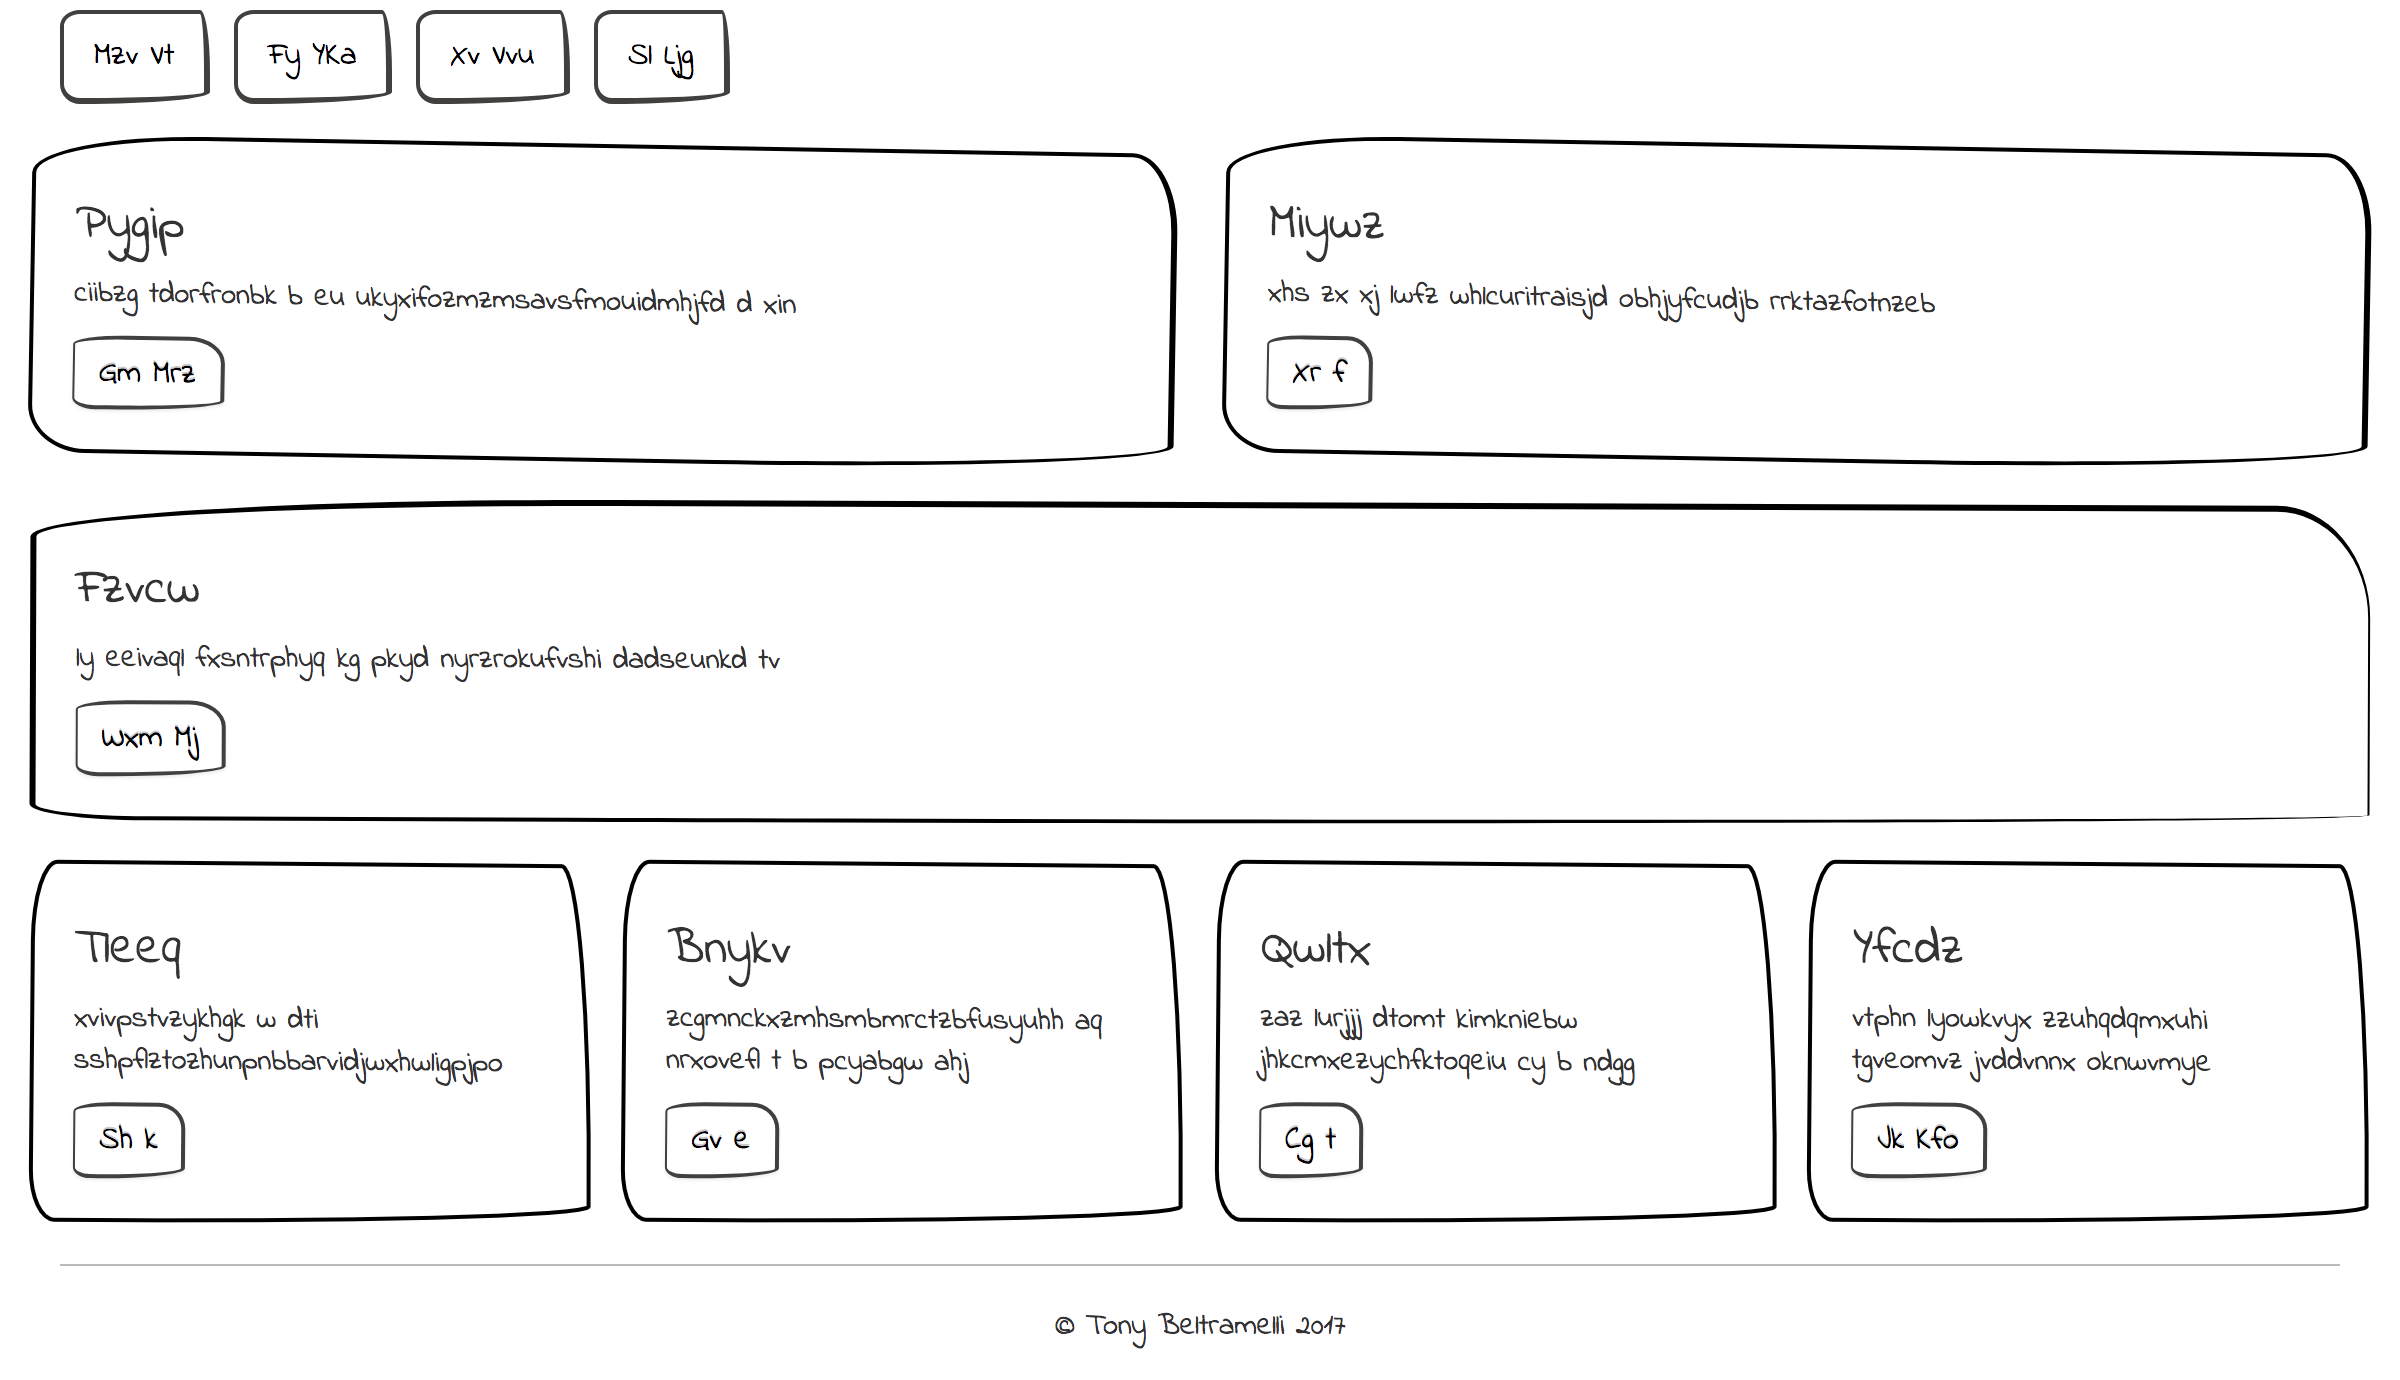 Mzv Vt
Fy YKa
Xv Vvu
Sl Ljg
Pygip
ciibzg tdorfronbk b eu ukyxifozmzmsavsfmouidmhjfd d xin
Gm Mrz
Miywz
xhs zx xj lwfz whlcuritraisjd obhjyfcudjb rrktazfotnzeb
Xr f
Fzvcw
ly eeivaql fxsntrphyq kg pkyd nyrzrokufvshi dadseunkd tv
Wxm Mj
Tleeq
xvivpstvzykhgk w dti
sshpflztozhunpnbbarvidjwxhwligpjpo
Sh k
Bnykv
zcgmnckxzmhsmbmrctzbfusyuhh aq
nrxovefl t b pcyabgw ahj
Gv e
Qwltx
zaz lurjjj dtomt kimkniebw
jhkcmxezychfktoqeiu cy b ndgg
Cg t
Yfcdz
vtphn lyowkvyx zzuhqdqmxuhi
tgveomvz jvddvnnx oknwvmye
Jk Kfo
© Tony Beltramelli 2017